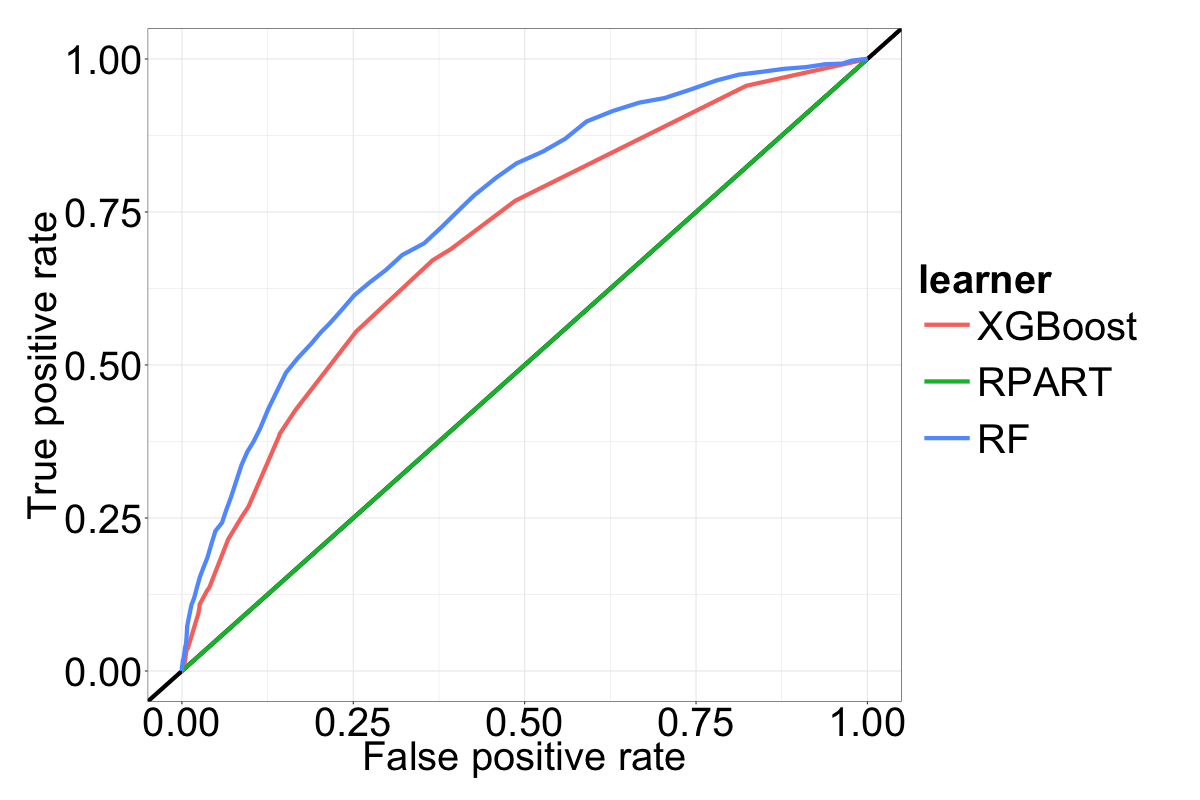 1.00
0.75
0.50
0.25
0.00
True positive rate
0.00 0.25 0.50 0.75 1.00
False positive rate
learner
XGBoost
RPART
RF